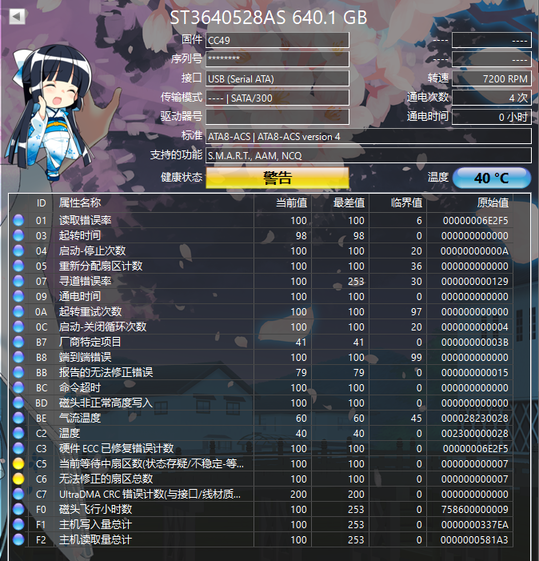 ST3640528AS 640.1 GB
固件 CC49 ---- ----
序列号 ******** ---- ----
接口 USB (Serial ATA) 转速 7200 RPM
传输模式 ---- | SATA/300 通电次数 4 次
驱动器号 通电时间 0 小时
标准 ATA8-ACS | ATA8-ACS version 4
支持的功能 S.M.A.R.T., AAM, NCQ
健康状态 警告 温度 40 °C
ID 属性名称 当前值 最差值 临界值 原始值
01 读取错误率 100 100 6 00000006E2F5
03 起转时间 98 98 0 000000000000
04 启动-停止次数 100 100 20 00000000000A
05 重新分配扇区计数 100 100 36 000000000000
07 寻道错误率 100 253 30 000000000129
09 通电时间 100 100 0 000000000000
0A 起转重试次数 100 100 97 000000000000
0C 启动-关闭循环次数 100 100 20 000000000004
B7 厂商特定项目 41 41 0 00000000003B
B8 端到端错误 100 100 99 000000000000
BB 报告的无法修正错误 79 79 0 000000000015
BC 命令超时 100 100 0 000000000000
BD 磁头非正常高度写入 100 100 0 000000000000
BE 气流温度 60 60 45 000028230028
C2 温度 40 40 0 002300000028
C3 硬件 ECC 已修复错误计数 100 100 0 00000006E2F5
C5 当前等待中扇区数(状态存疑/不稳定-等... 100 100 0 000000000007
C6 无法修正的扇区总数 100 100 0 000000000007
C7 UltraDMA CRC 错误计数(与接口/线材质... 200 200 0 000000000000
F0 磁头飞行小时数 100 253 0 758600000009
F1 主机写入量总计 100 253 0 0000000337EA
F2 主机读取量总计 100 253 0 0000000581A3